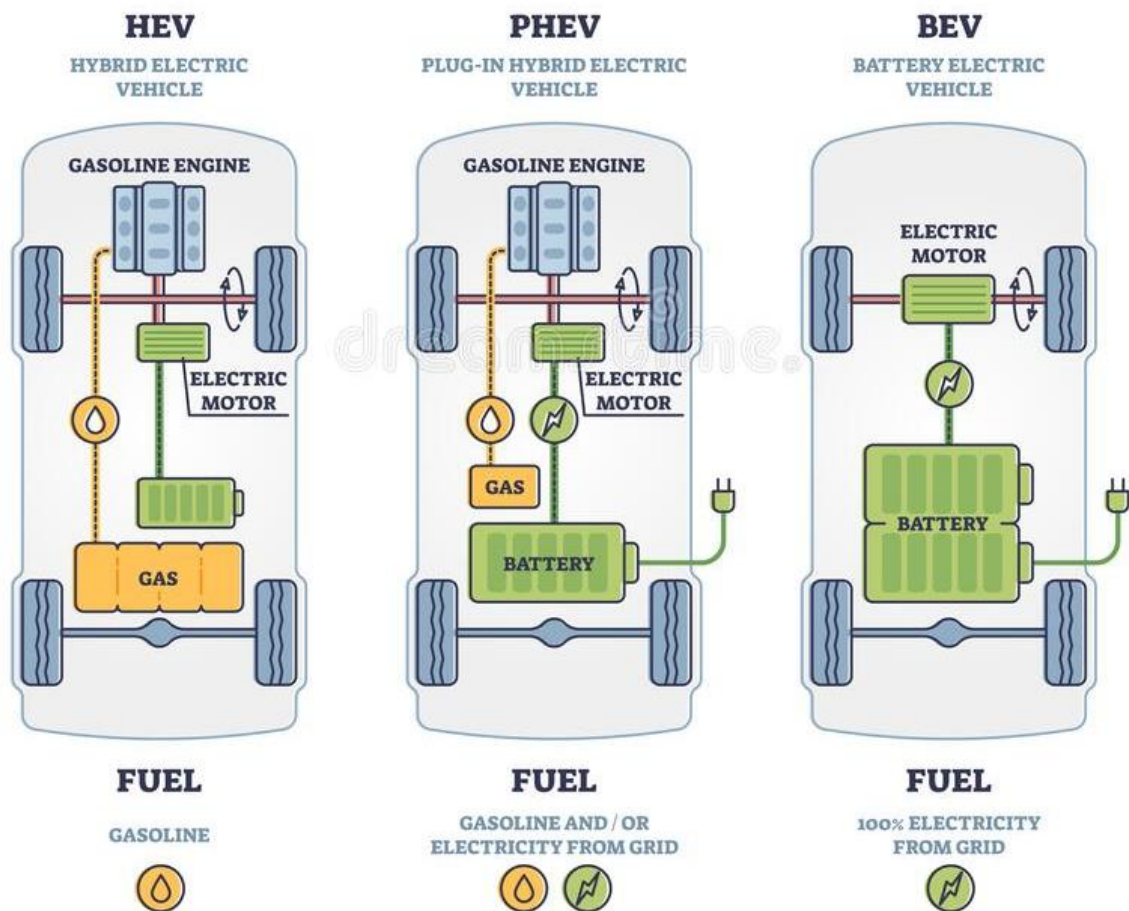 HEV
HYBRID ELECTRIC
VEHICLE
GASOLINE ENGINE
ELECTRIC
MOTOR
GAS
FUEL
GASOLINE
PHEV
PLUG-IN HYBRID ELECTRIC
VEHICLE
GASOLINE ENGINE
ELECTRIC
MOTOR
GAS
BATTERY
FUEL
GASOLINE AND / OR
ELECTRICITY FROM GRID
BEV
BATTERY ELECTRIC
VEHICLE
ELECTRIC
MOTOR
BATTERY
FUEL
100% ELECTRICITY
FROM GRID
dreamstime.